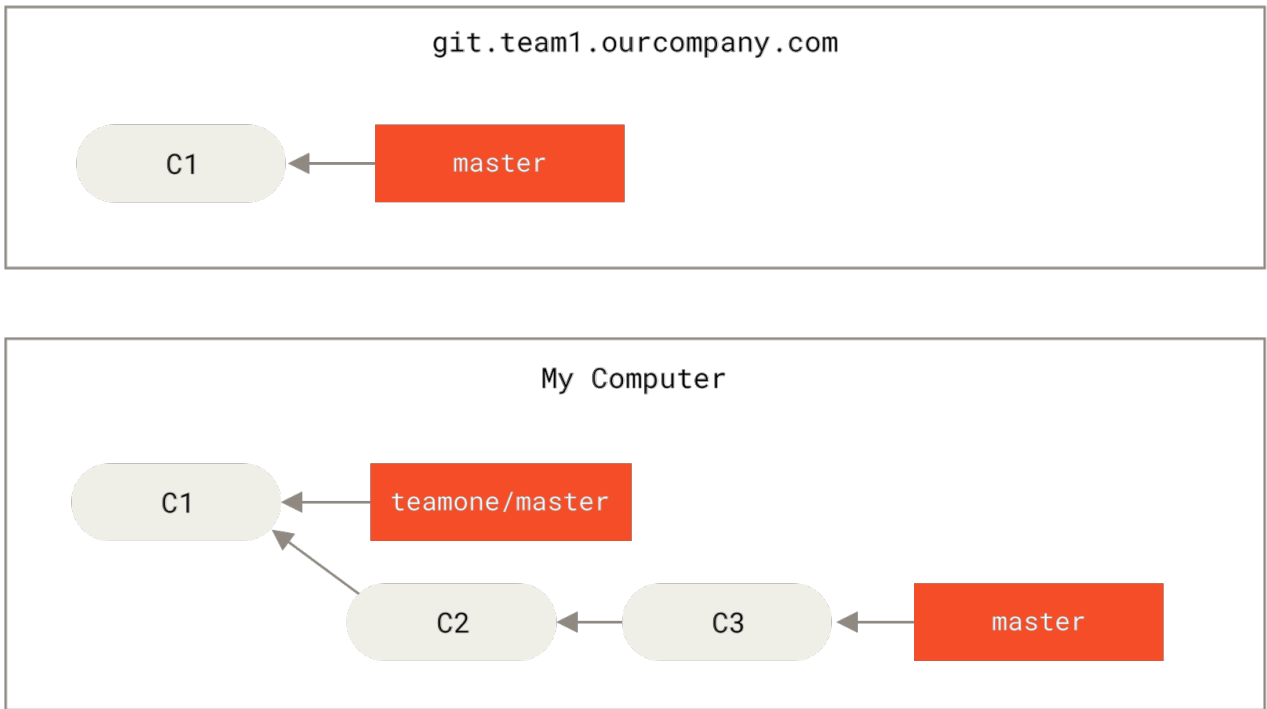 git.team1.ourcompany.com
C1
master
My Computer
C1
teamone/master
C2
C3
master